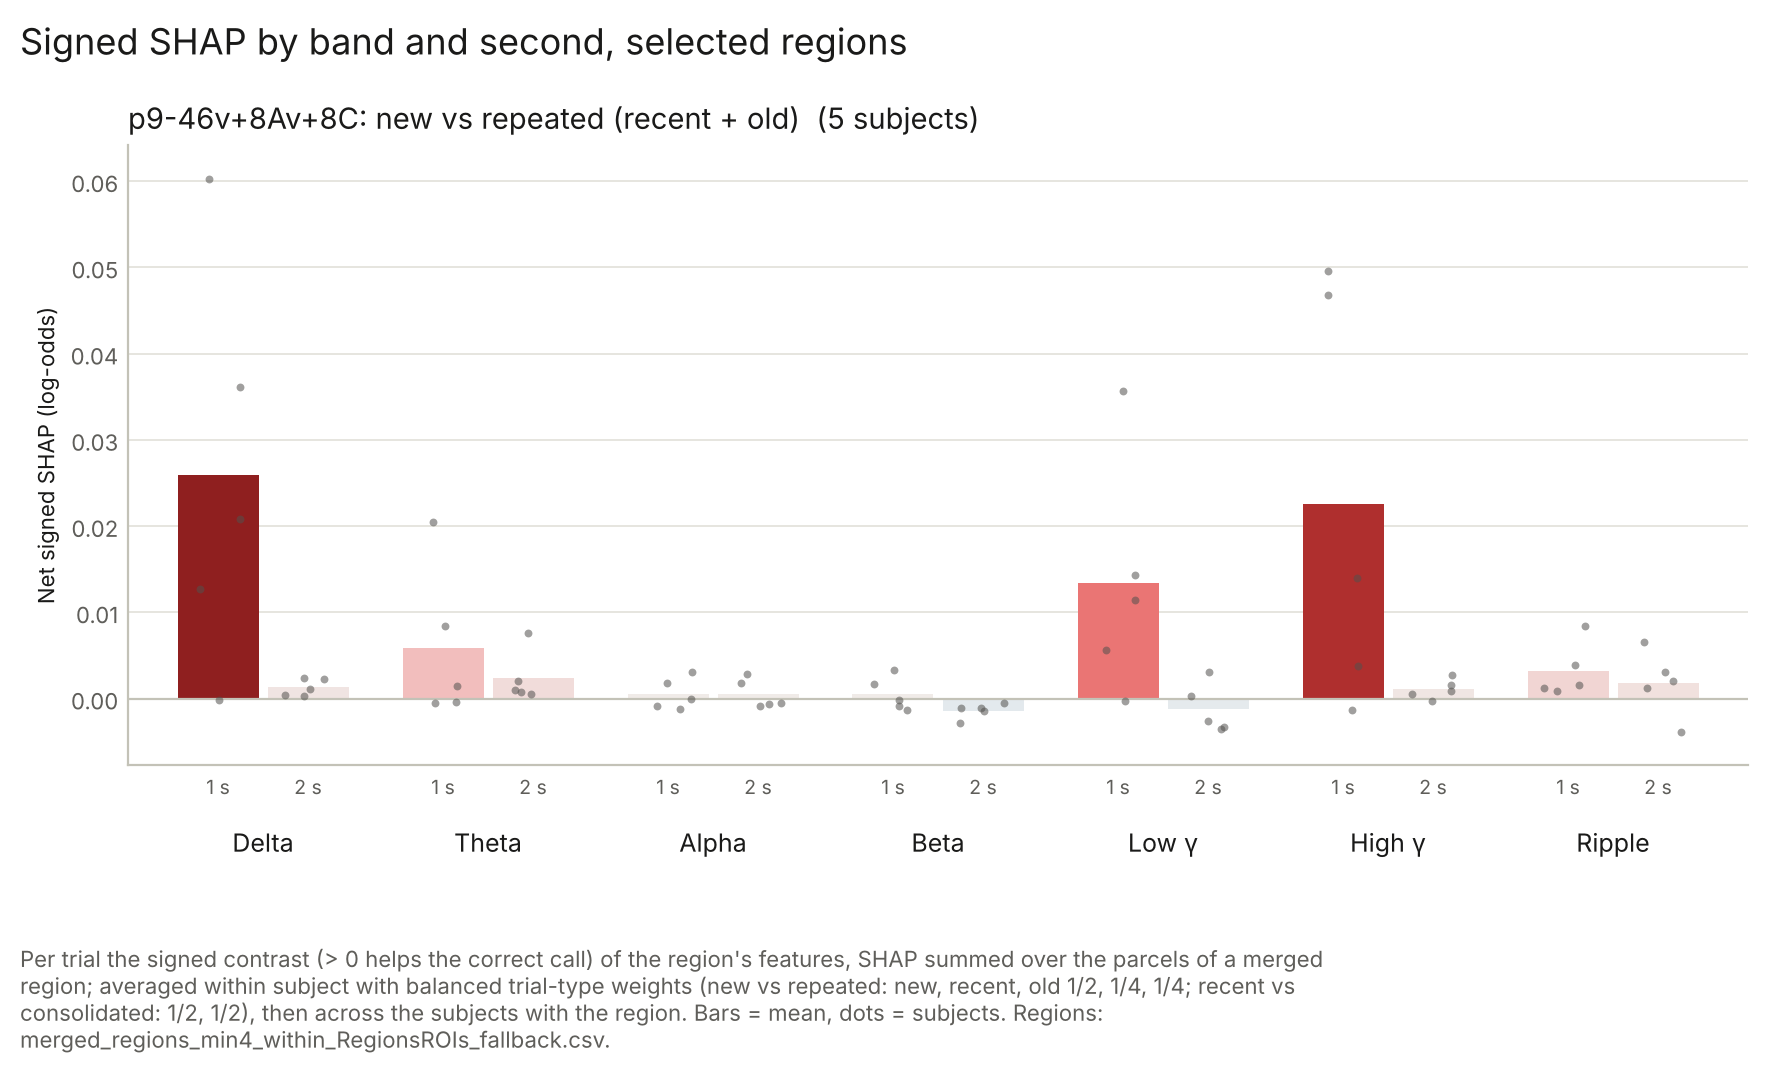 Signed SHAP by band and second, selected regions
p9-46v+8Av+8C: new vs repeated (recent + old)  (5 subjects)
Net signed SHAP (log-odds)
0.06
0.05
0.04
0.03
0.02
0.01
0.00
1 s 2 s 1 s 2 s 1 s 2 s 1 s 2 s 1 s 2 s 1 s 2 s 1 s 2 s
Delta Theta Alpha Beta Low γ High γ Ripple
Per trial the signed contrast (> 0 helps the correct call) of the region's features, SHAP summed over the parcels of a merged
region; averaged within subject with balanced trial-type weights (new vs repeated: new, recent, old 1/2, 1/4, 1/4; recent vs
consolidated: 1/2, 1/2), then across the subjects with the region. Bars = mean, dots = subjects. Regions:
merged_regions_min4_within_RegionsROIs_fallback.csv.